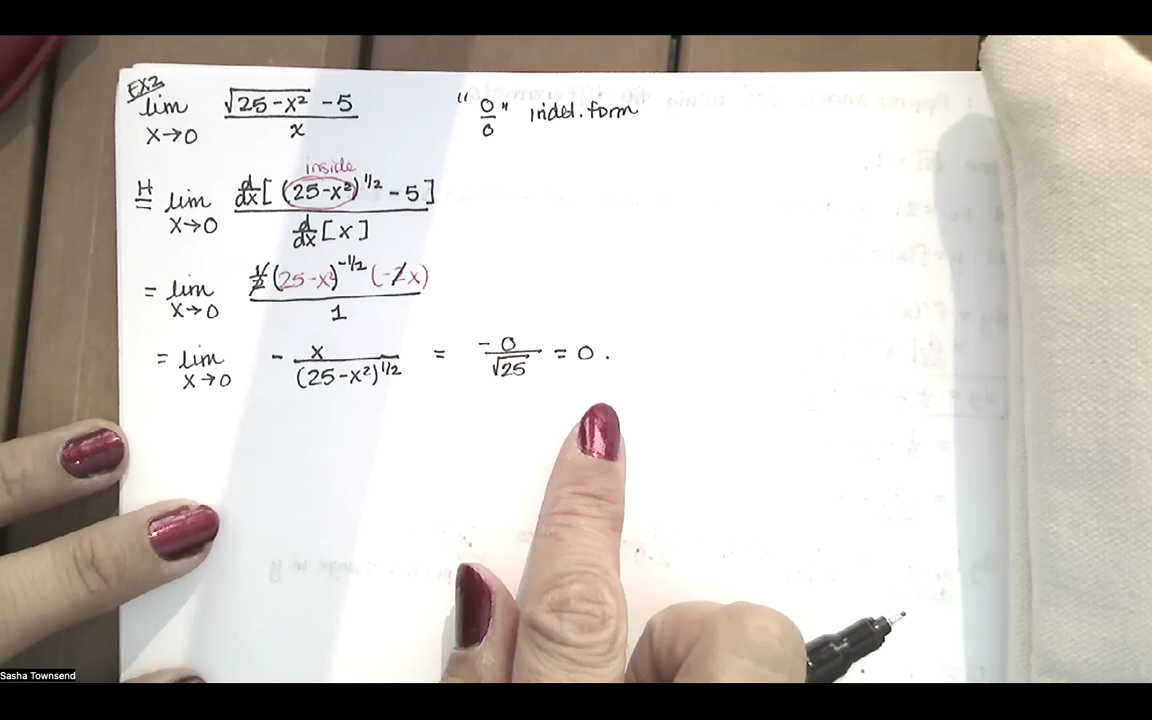 EX2
lim x→0 (√(25-x²) - 5)/x "0/0" indet. form
inside
H= lim x→0 (d/dx[(25-x²)^1/2 - 5])/(d/dx[x])
= lim x→0 (1/2(25-x²)^-1/2 (-2x))/1
= lim x→0 - x/(25-x²)^1/2 = -0/√25 = 0.
Sasha Townsend